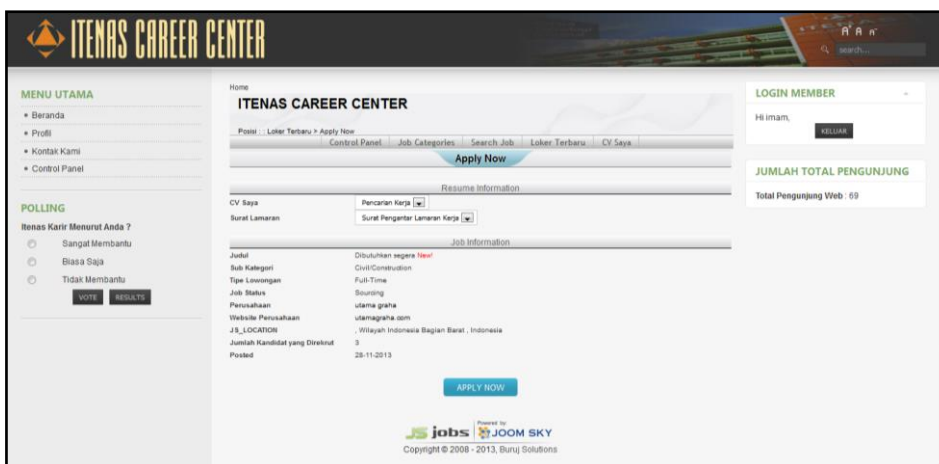 ITENAS CAREER CENTER
A A A
search...
MENU UTAMA
Beranda
Profil
Kontak Kami
Control Panel
POLLING
Itenas Karir Menurut Anda ?
Sangat Membantu
Biasa Saja
Tidak Membantu
VOTE RESULTS
Home
ITENAS CAREER CENTER
Posisi : : Loker Terbaru > Apply Now
Control Panel Job Categories Search Job Loker Terbaru CV Saya
Apply Now
Resume Information
CV Saya Pencarian Kerja
Surat Lamaran Surat Pengantar Lamaran Kerja
Job Information
Judul Dibutuhkan segera New!
Sub Kategori Civil/Construction
Tipe Lowongan Full-Time
Job Status Sourcing
Perusahaan utama graha
Website Perusahaan utamagraha.com
JS_LOCATION , Wilayah Indonesia Bagian Barat , Indonesia
Jumlah Kandidat yang Direkrut 3
Posted 28-11-2013
APPLY NOW
JS jobs Powered by JOOM SKY
Copyright © 2008 - 2013, Buruj Solutions
LOGIN MEMBER
Hi imam,
KELUAR
JUMLAH TOTAL PENGUNJUNG
Total Pengunjung Web : 69